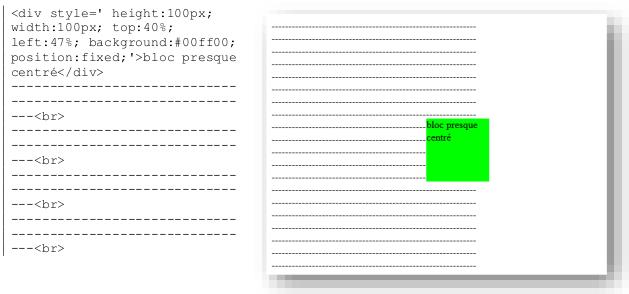 <div style=' height:100px;
width:100px; top:40%;
left:47%; background:#00ff00;
position:fixed;'>bloc presque
centré</div>
-----------------------------
-----------------------------
---<br>
-----------------------------
-----------------------------
---<br>
-----------------------------
-----------------------------
---<br>
-----------------------------
-----------------------------
---<br>
bloc presque
centré